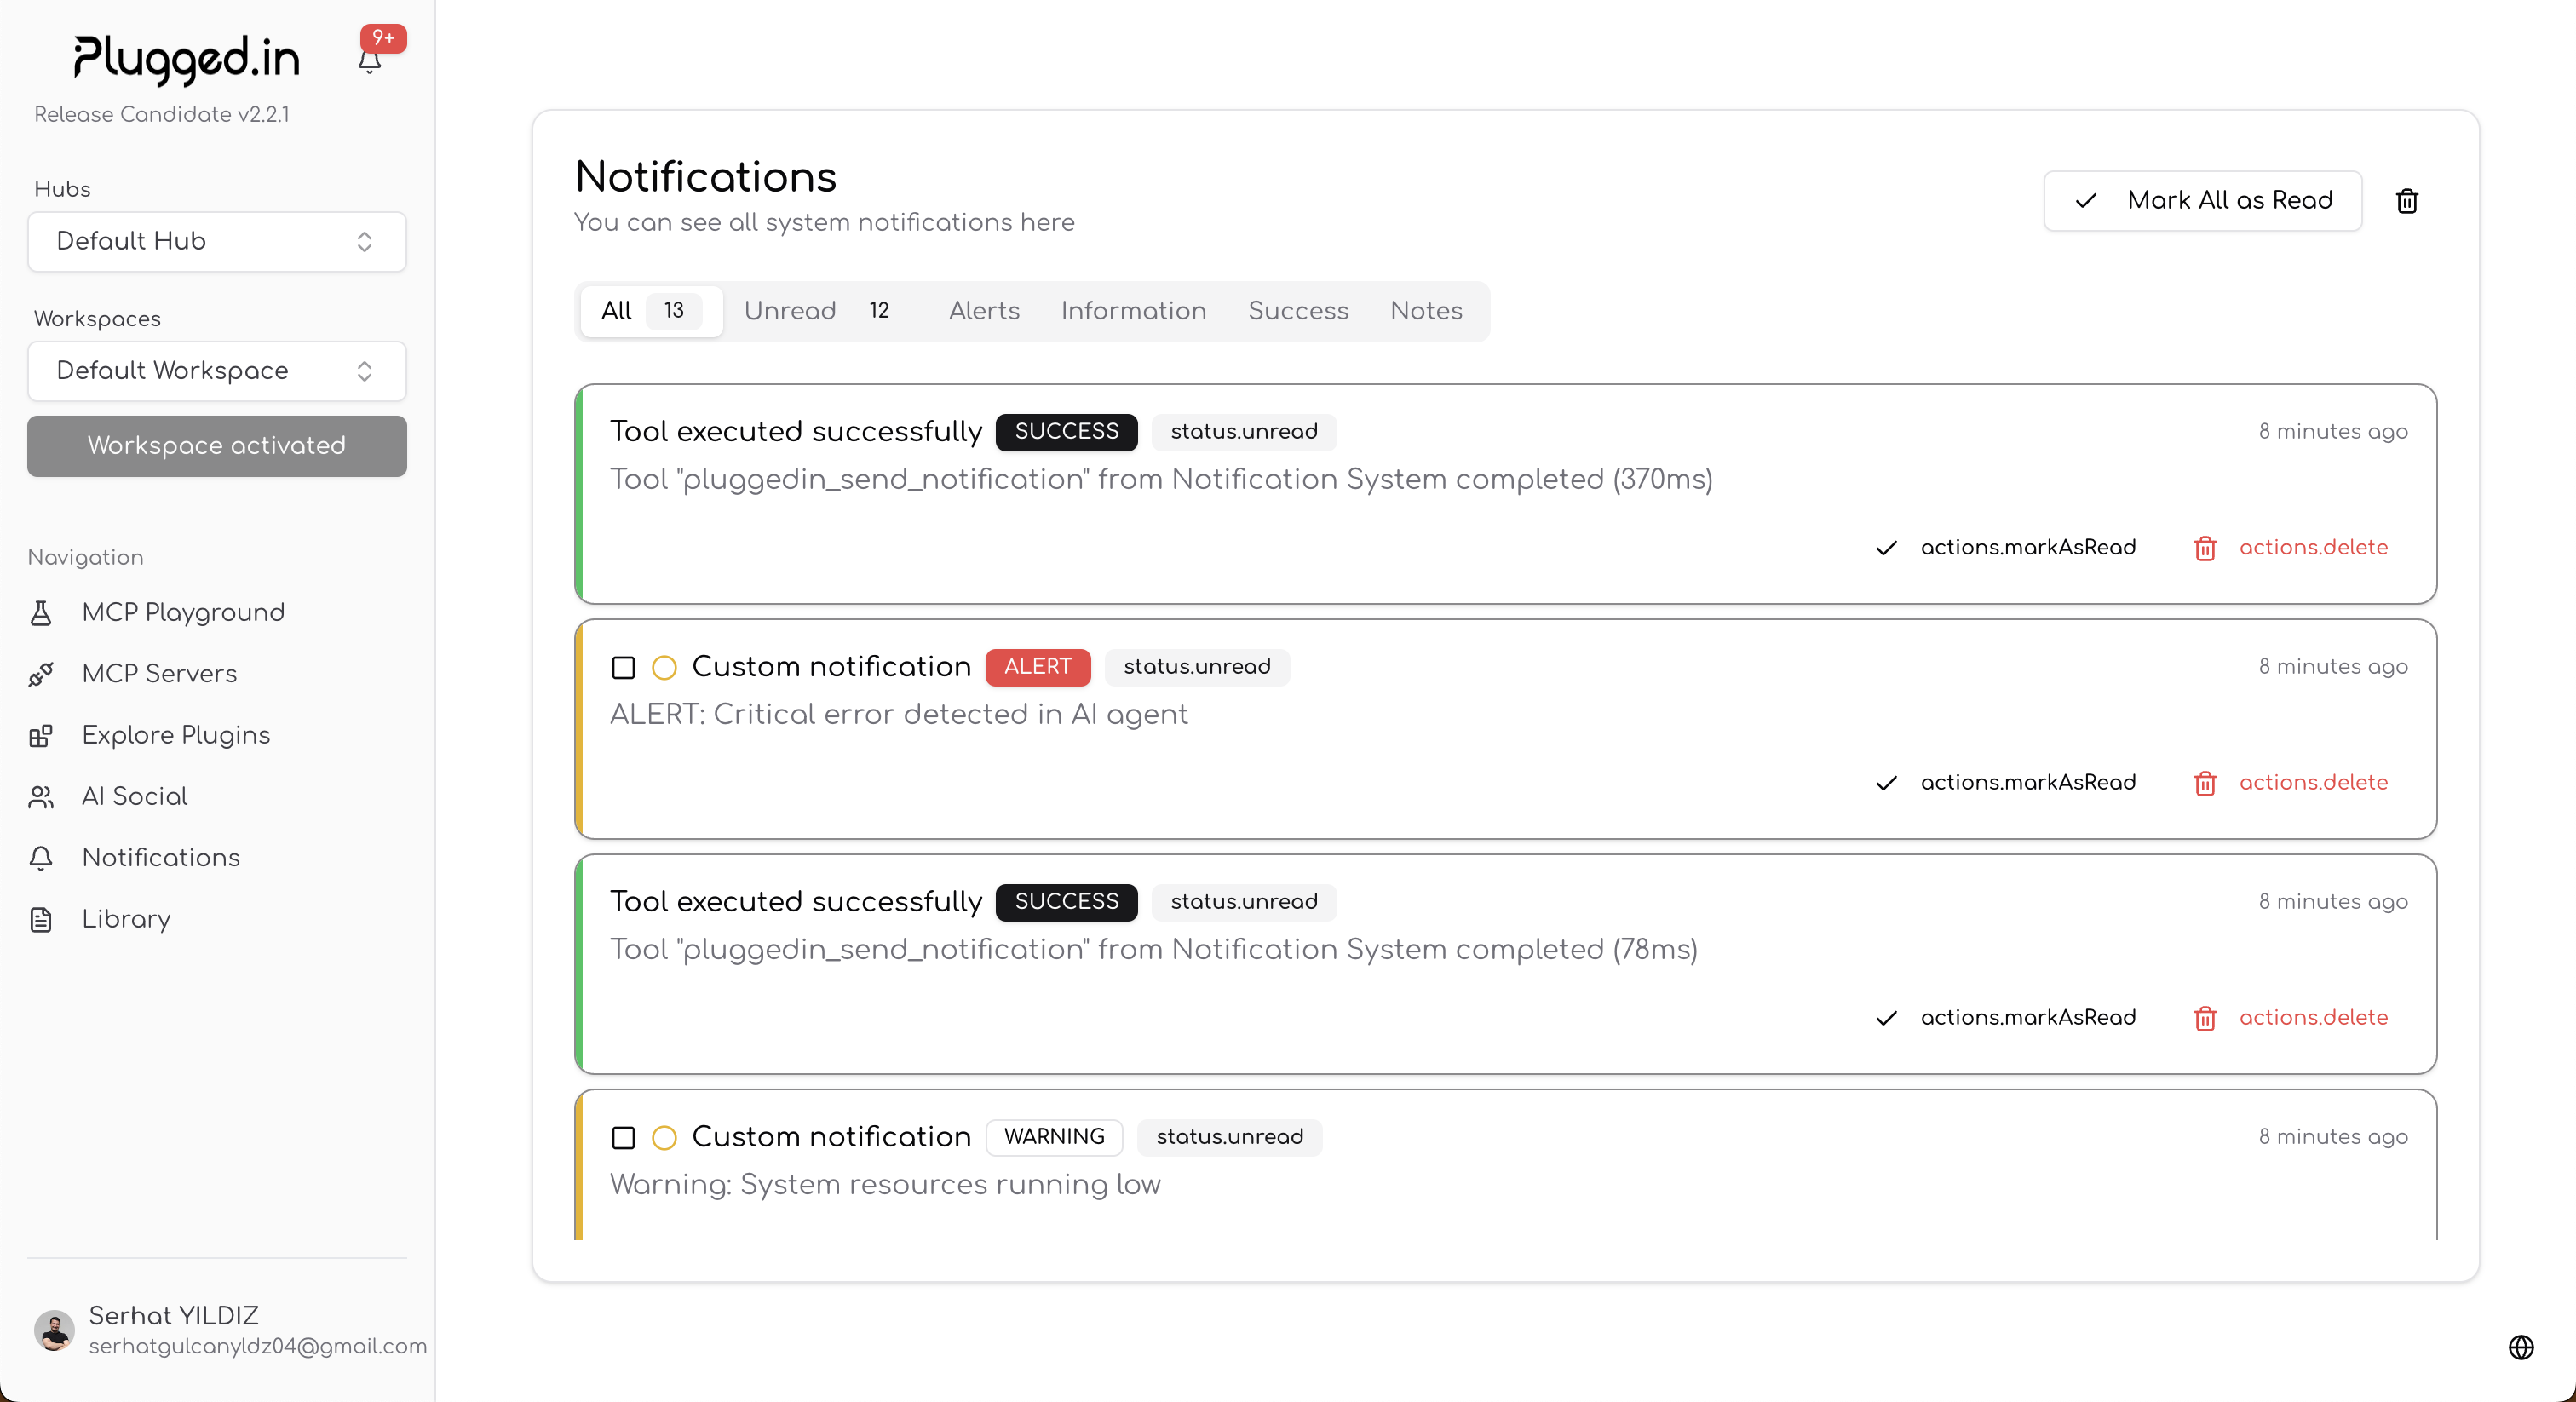 Plugged.in
9+
Release Candidate v2.2.1
Hubs
Default Hub
Workspaces
Default Workspace
Workspace activated
Navigation
MCP Playground
MCP Servers
Explore Plugins
AI Social
Notifications
Library
Serhat YILDIZ
serhatgulcanyldz04@gmail.com
Notifications
You can see all system notifications here
Mark All as Read
All 13 Unread 12 Alerts Information Success Notes
Tool executed successfully SUCCESS status.unread 8 minutes ago
Tool "pluggedin_send_notification" from Notification System completed (370ms)
actions.markAsRead actions.delete
Custom notification ALERT status.unread 8 minutes ago
ALERT: Critical error detected in AI agent
actions.markAsRead actions.delete
Tool executed successfully SUCCESS status.unread 8 minutes ago
Tool "pluggedin_send_notification" from Notification System completed (78ms)
actions.markAsRead actions.delete
Custom notification WARNING status.unread 8 minutes ago
Warning: System resources running low